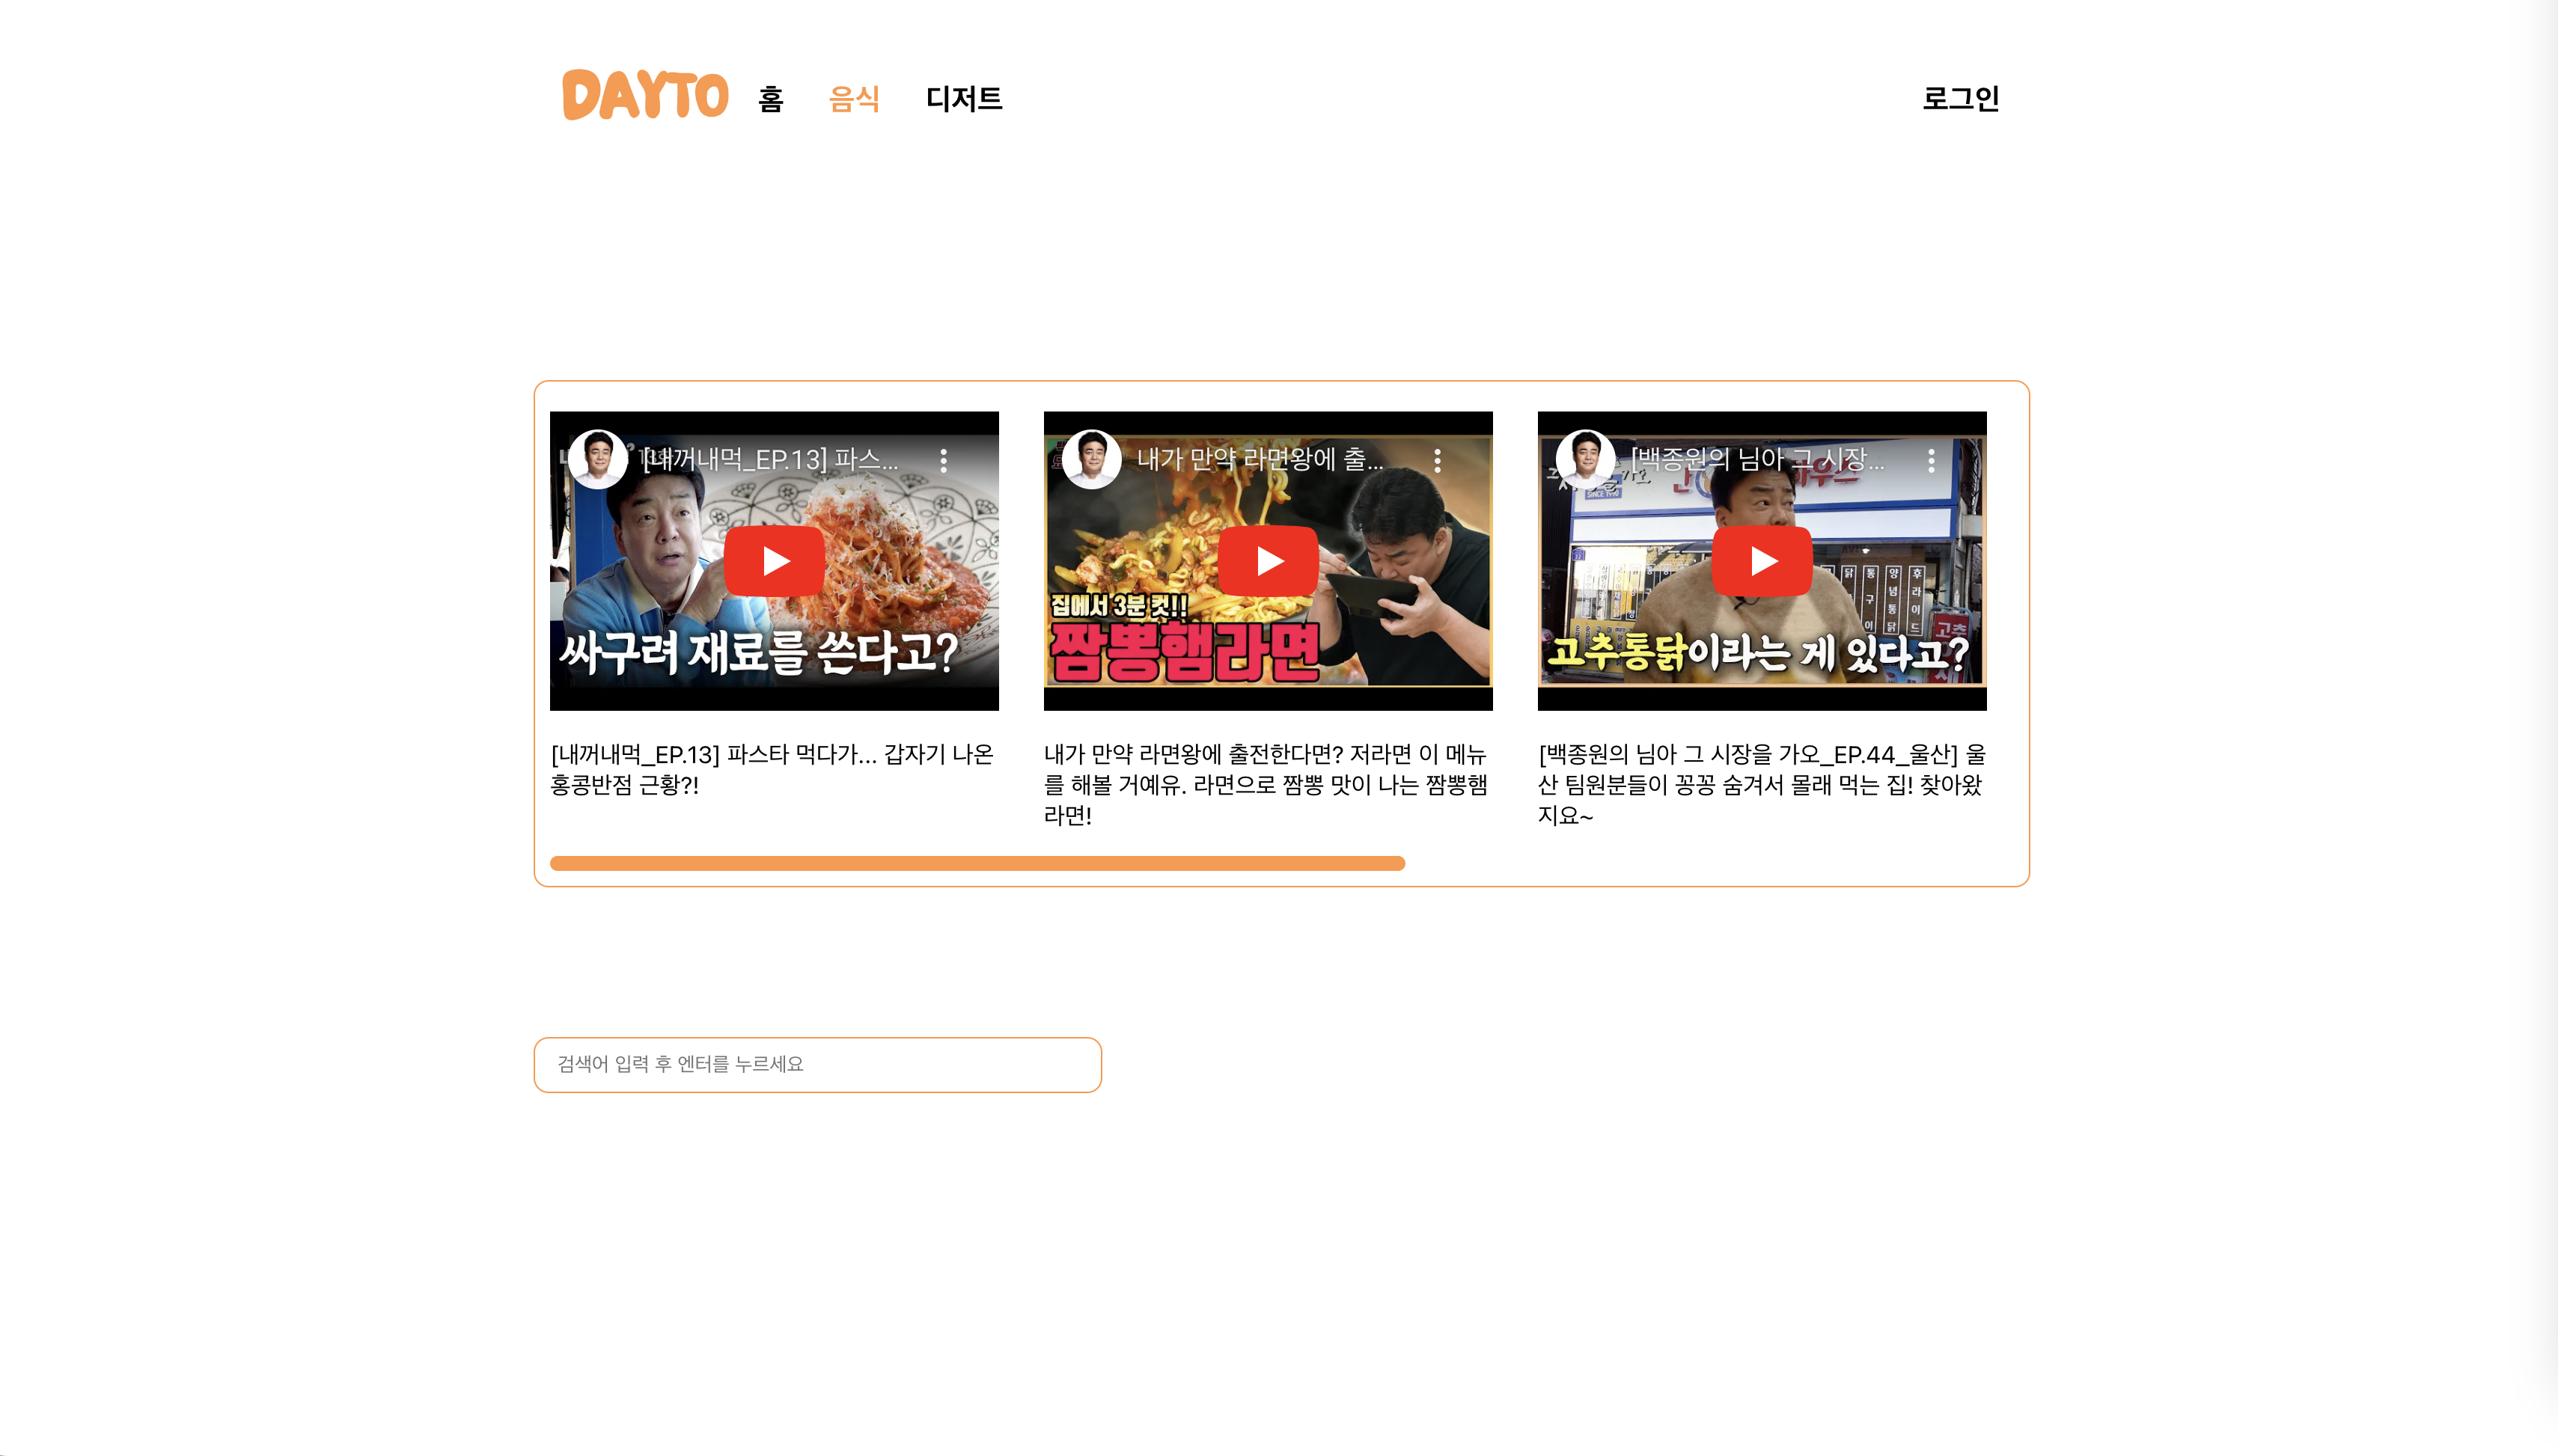 DAYTO
홈 음식 디저트 로그인
[내꺼내먹_EP.13] 파스...
싸구려 재료를 쓴다고?
내가 만약 라면왕에 출...
집에서 3분 컷!!
짬뽕햄라면
[백종원의 님아 그 시장...
SINCE 1990
고추통닭이라는 게 있다고?
[내꺼내먹_EP.13] 파스타 먹다가... 갑자기 나온
홍콩반점 근황?!
내가 만약 라면왕에 출전한다면? 저라면 이 메뉴
를 해볼 거예유. 라면으로 짬뽕 맛이 나는 짬뽕햄
라면!
[백종원의 님아 그 시장을 가오_EP.44_울산] 울
산 팀원분들이 꽁꽁 숨겨서 몰래 먹는 집! 찾아왔
지요~
검색어 입력 후 엔터를 누르세요